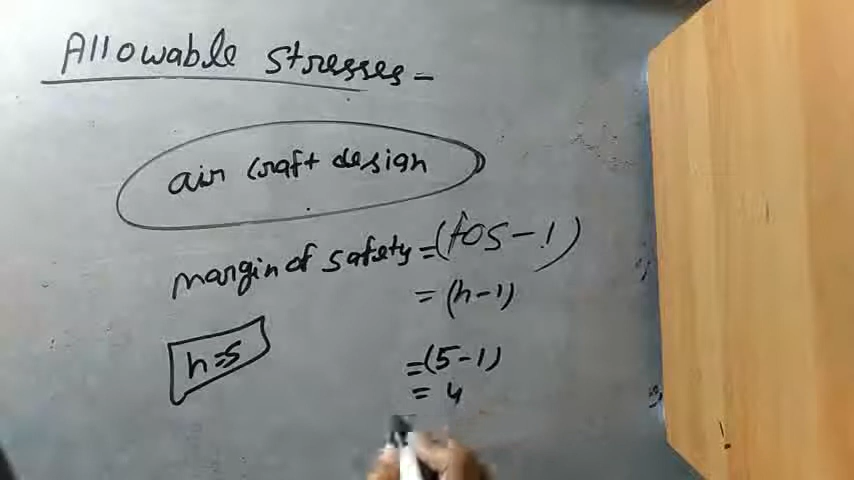 Allowable stresses -
air craft design
margin of safety = (fOS - 1)
= (n-1)
n=5
= (5-1)
= 4